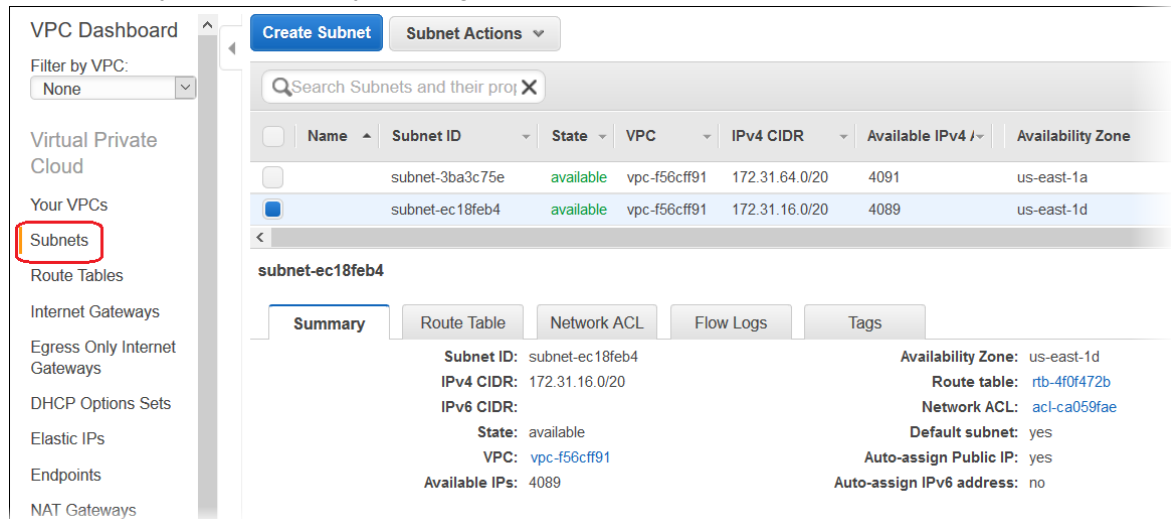 VPC Dashboard
Filter by VPC:
None
Virtual Private
Cloud
Your VPCs
Subnets
Route Tables
Internet Gateways
Egress Only Internet
Gateways
DHCP Options Sets
Elastic IPs
Endpoints
NAT Gateways
Create Subnet Subnet Actions
Search Subnets and their prop
Name Subnet ID State VPC IPv4 CIDR Available IPv4 Availability Zone
subnet-3ba3c75e available vpc-f56cff91 172.31.64.0/20 4091 us-east-1a
subnet-ec18feb4 available vpc-f56cff91 172.31.16.0/20 4089 us-east-1d
subnet-ec18feb4
Summary Route Table Network ACL Flow Logs Tags
Subnet ID: subnet-ec18feb4 Availability Zone: us-east-1d
IPv4 CIDR: 172.31.16.0/20 Route table: rtb-4f0f472b
IPv6 CIDR: Network ACL: acl-ca059fae
State: available Default subnet: yes
VPC: vpc-f56cff91 Auto-assign Public IP: yes
Available IPs: 4089 Auto-assign IPv6 address: no